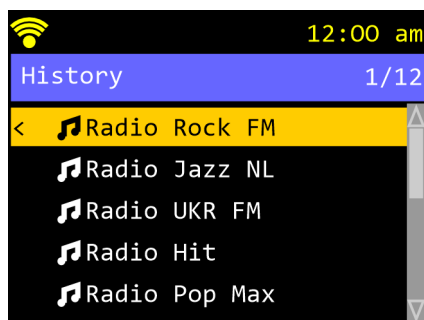 12:00 am
History 1/12
< Radio Rock FM
Radio Jazz NL
Radio UKR FM
Radio Hit
Radio Pop Max